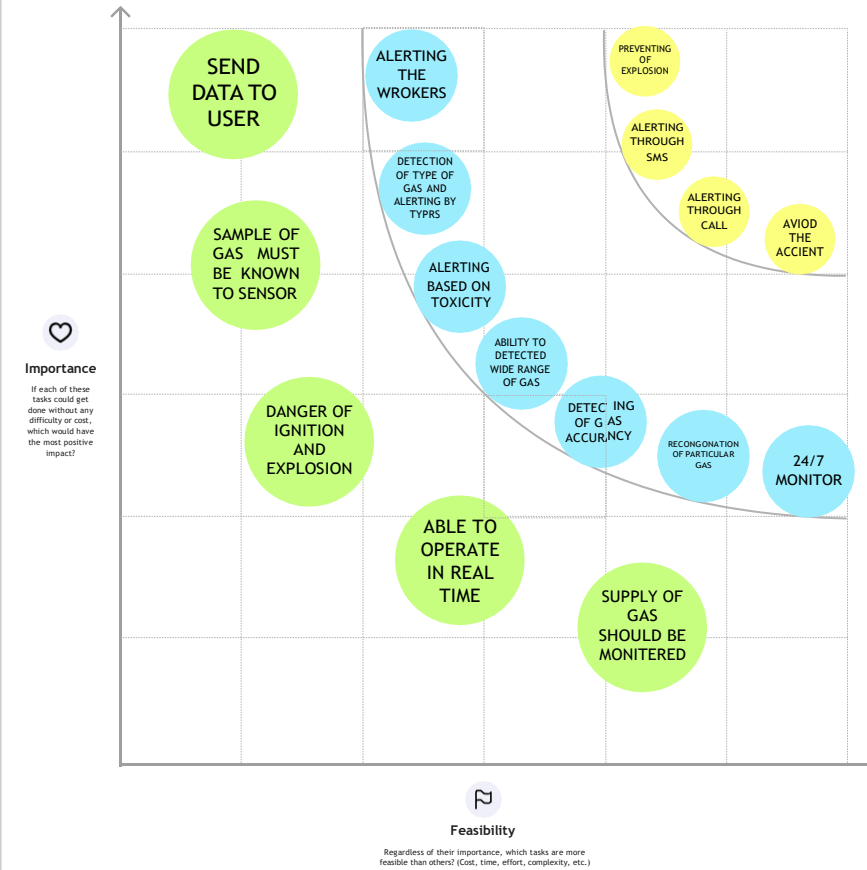 SEND
DATA TO
USER
ALERTING
THE
WROKERS
PREVENTING
OF
EXPLOSION
ALERTING
THROUGH
SMS
DETECTION
OF TYPE OF
GAS AND
ALERTING BY
TYPRS
ALERTING
THROUGH
CALL
AVIOD
THE
ACCIENT
SAMPLE OF
GAS MUST
BE KNOWN
TO SENSOR
ALERTING
BASED ON
TOXICITY
ABILITY TO
DETECTED
WIDE RANGE
OF GAS
Importance
If each of these
tasks could get
done without any
difficulty or cost,
which would have
the most positive
impact?
DANGER OF
IGNITION
AND
EXPLOSION
DETECTING
OF GAS
ACCURANCY
RECONGONATION
OF PARTICULAR
GAS
24/7
MONITOR
ABLE TO
OPERATE
IN REAL
TIME
SUPPLY OF
GAS
SHOULD BE
MONITERED
Feasibility
Regardless of their importance, which tasks are more
feasible than others? (Cost, time, effort, complexity, etc.)